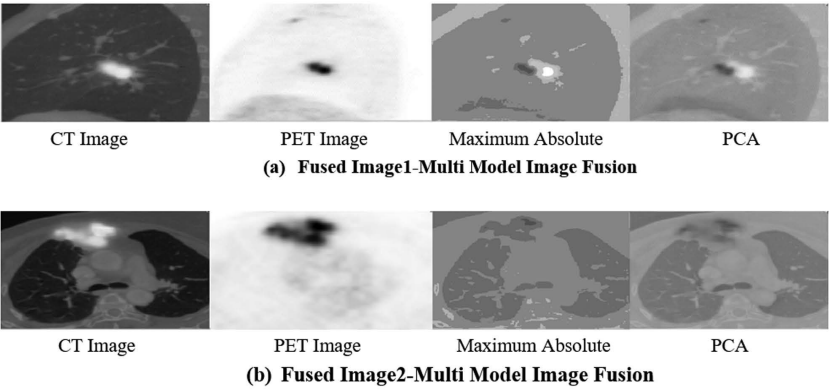 CT Image PET Image Maximum Absolute PCA
(a) Fused Image1-Multi Model Image Fusion
CT Image PET Image Maximum Absolute PCA
(b) Fused Image2-Multi Model Image Fusion